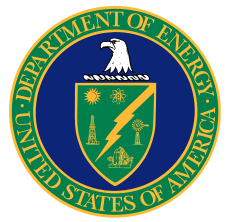 ·DEPARTMENT OF ENERGY·
UNITED STATES OF AMERICA